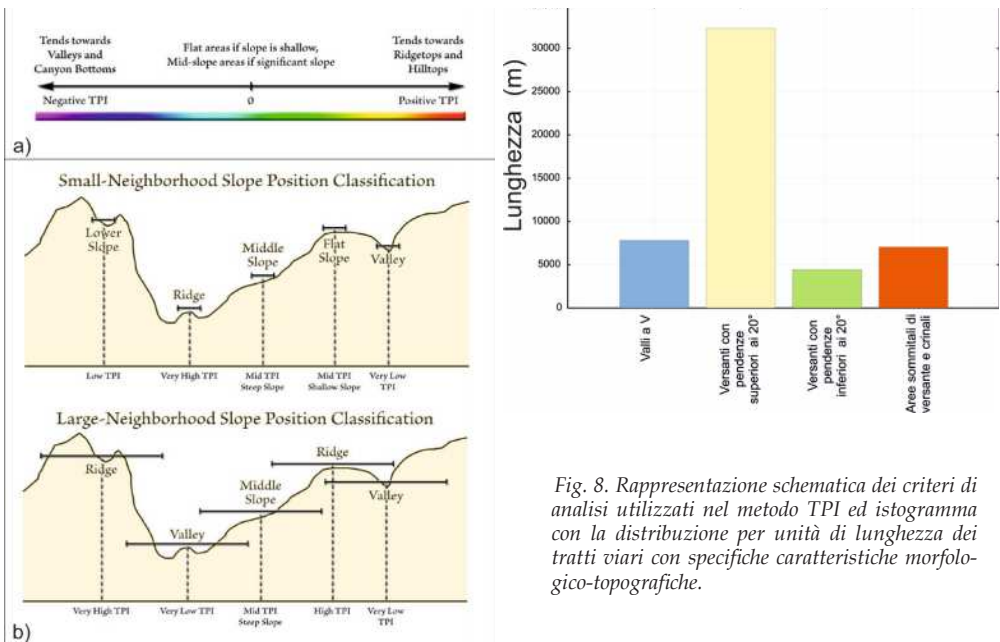 Tends towards
Valleys and
Canyon Bottoms
Flat areas if slope is shallow,
Mid-slope areas if significant slope
Tends towards
Ridgetops and
Hilltops
Negative TPI
0
Positive TPI
a)
Small-Neighborhood Slope Position Classification
Lower
Slope
Ridge
Middle
Slope
Flat
Slope
Valley
Low TPI
Very High TPI
Mid TPI
Steep Slope
Mid TPI
Shallow Slope
Very Low
TPI
Large-Neighborhood Slope Position Classification
Ridge
Valley
Middle
Slope
Ridge
Valley
Very High TPI
Very Low TPI
Mid TPI
Steep Slope
High TPI
Very Low
TPI
b)
Lunghezza (m)
30000
25000
20000
15000
10000
5000
0
Valli a V
Versanti con
pendenze
superiori ai 20°
Versanti con
pendenze
inferiori ai 20°
Aree sommitali di
versante e crinali
Fig. 8. Rappresentazione schematica dei criteri di
analisi utilizzati nel metodo TPI ed istogramma
con la distribuzione per unità di lunghezza dei
tratti viari con specifiche caratteristiche morfolo-
gico-topografiche.